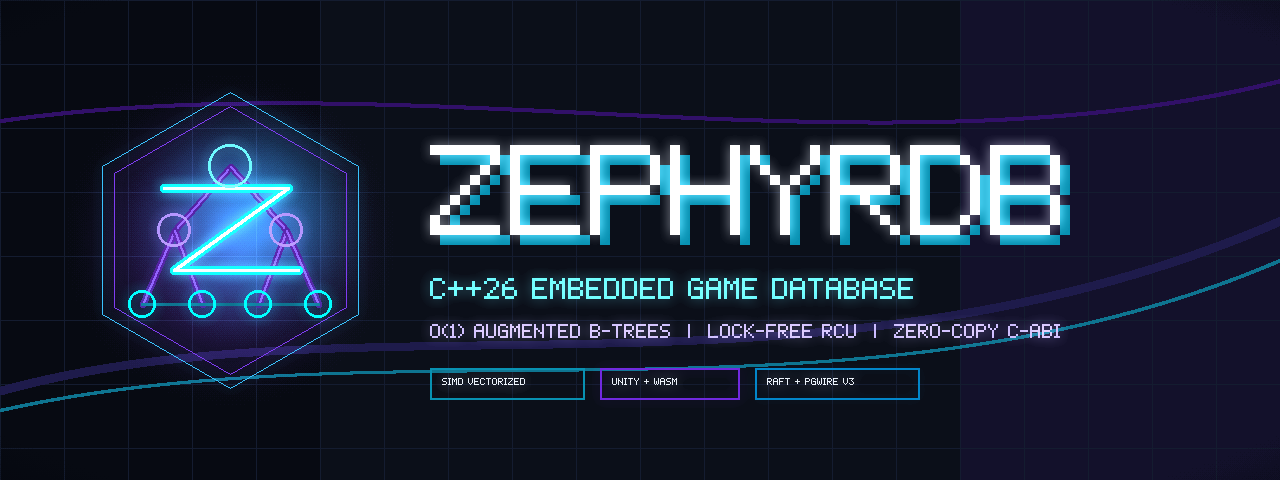 Z
ZEPHYRDB
C++26 EMBEDDED GAME DATABASE
O(1) AUGMENTED B-TREES | LOCK-FREE RCU | ZERO-COPY C-ABI
SIMD VECTORIZED
UNITY + WASM
RAFT + PGWIRE V3